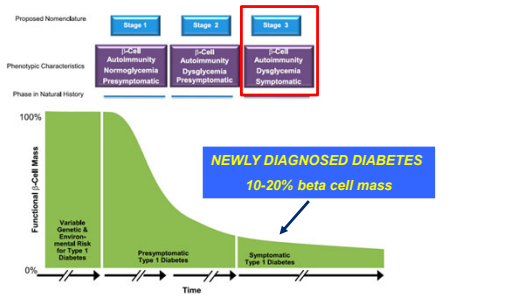 Proposed Nomenclature
Stage 1
Stage 2
Stage 3
Phenotypic Characteristics
β-Cell
Autoimmunity
Normoglycemia
Presymptomatic
β-Cell
Autoimmunity
Dysglycemia
Presymptomatic
β-Cell
Autoimmunity
Dysglycemia
Symptomatic
Phase in Natural History
100%
NEWLY DIAGNOSED DIABETES
10-20% beta cell mass
Functional β-Cell Mass
Variable
Genetic &
Environ-
mental Risk
for Type 1
Diabetes
Presymptomatic
Type 1 Diabetes
Symptomatic
Type 1 Diabetes
0%
Time